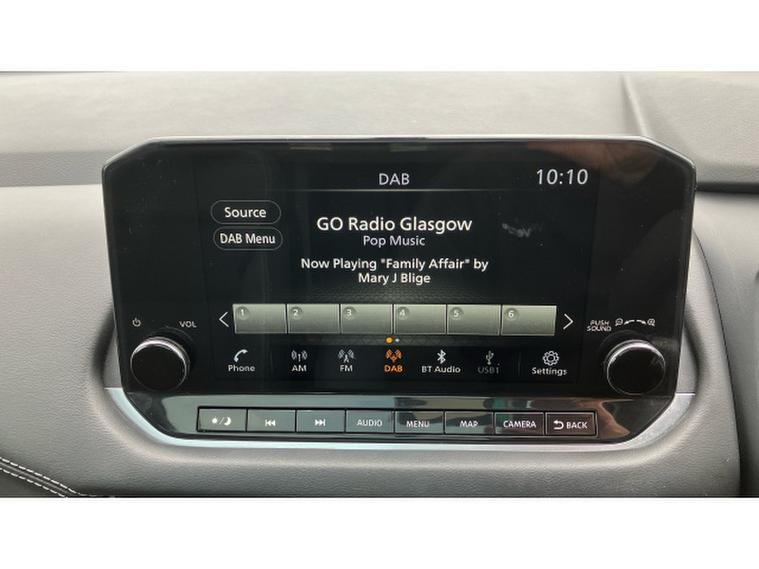 DAB 10:10
Source
DAB Menu
GO Radio Glasgow
Pop Music
Now Playing "Family Affair" by
Mary J Blige
1 2 3 4 5 6
VOL
PUSH
SOUND
Phone AM FM DAB BT Audio USB1 Settings
AUDIO MENU MAP CAMERA BACK